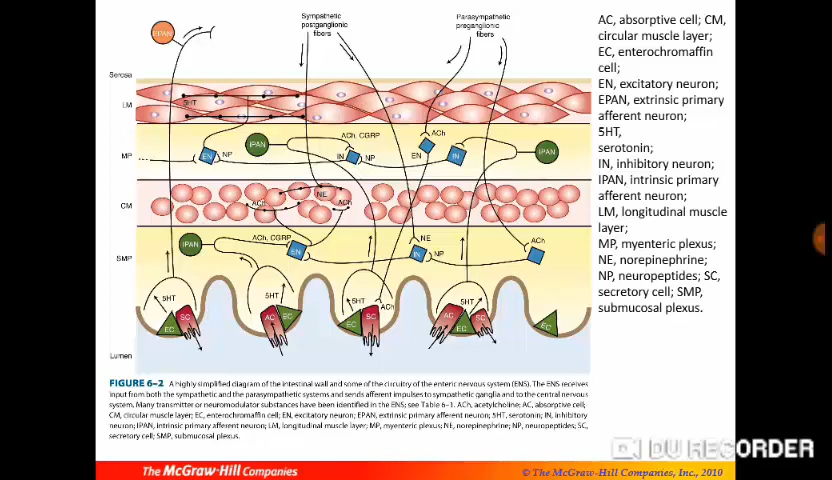 Sympathetic
postganglionic
fibers
Parasympathetic
preganglionic
fibers
EPAN
Serosa
LM
5HT
MP
EN
NP
IPAN
ACh, CGRP
IN
NP
EN
ACh
IN
IPAN
CM
ACh
NE
ACh
SMP
IPAN
ACh, CGRP
EN
NE
IN
NP
ACh
5HT
EC
SC
5HT
AC
EC
5HT
ACh
EC
SC
5HT
AC
EC
SC
EC
Lumen
FIGURE 6–2 A highly simplified diagram of the intestinal wall and some of the circuitry of the enteric nervous system (ENS). The ENS receives
input from both the sympathetic and the parasympathetic systems and sends afferent impulses to sympathetic ganglia and to the central nervous
system. Many transmitter or neuromodulator substances have been identified in the ENS; see Table 6–1. ACh, acetylcholine; AC, absorptive cell;
CM, circular muscle layer; EC, enterochromaffin cell; EN, excitatory neuron; EPAN, extrinsic primary afferent neuron; 5HT, serotonin; IN, inhibitory
neuron; IPAN, intrinsic primary afferent neuron; LM, longitudinal muscle layer; MP, myenteric plexus; NE, norepinephrine; NP, neuropeptides; SC,
secretory cell; SMP, submucosal plexus.
AC, absorptive cell; CM,
circular muscle layer;
EC, enterochromaffin
cell;
EN, excitatory neuron;
EPAN, extrinsic primary
afferent neuron;
5HT,
serotonin;
IN, inhibitory
neuron;
IPAN, intrinsic primary
afferent neuron;
LM, longitudinal muscle
layer;
MP, myenteric plexus;
NE, norepinephrine;
NP, neuropeptides; SC,
secretory cell; SMP,
submucosal plexus.
DU RECORDER
The McGraw-Hill Companies
© The McGraw-Hill Companies, Inc., 2010